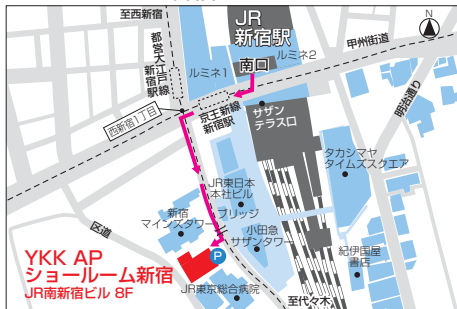 至西新宿
JR
新宿駅
南口
ルミネ1
ルミネ2
甲州街道
N
都営大江戸線
新宿駅
京王新線
新宿駅
西新宿1丁目
サザン
テラス口
明治通り
タカシマヤ
タイムズスクエア
JR東日本
本社ビル
新宿
マインズタワー
ブリッジ
小田急
サザンタワー
紀伊国屋
書店
区道
P
YKK AP
ショールーム新宿
JR南新宿ビル 8F
JR東京総合病院
至代々木